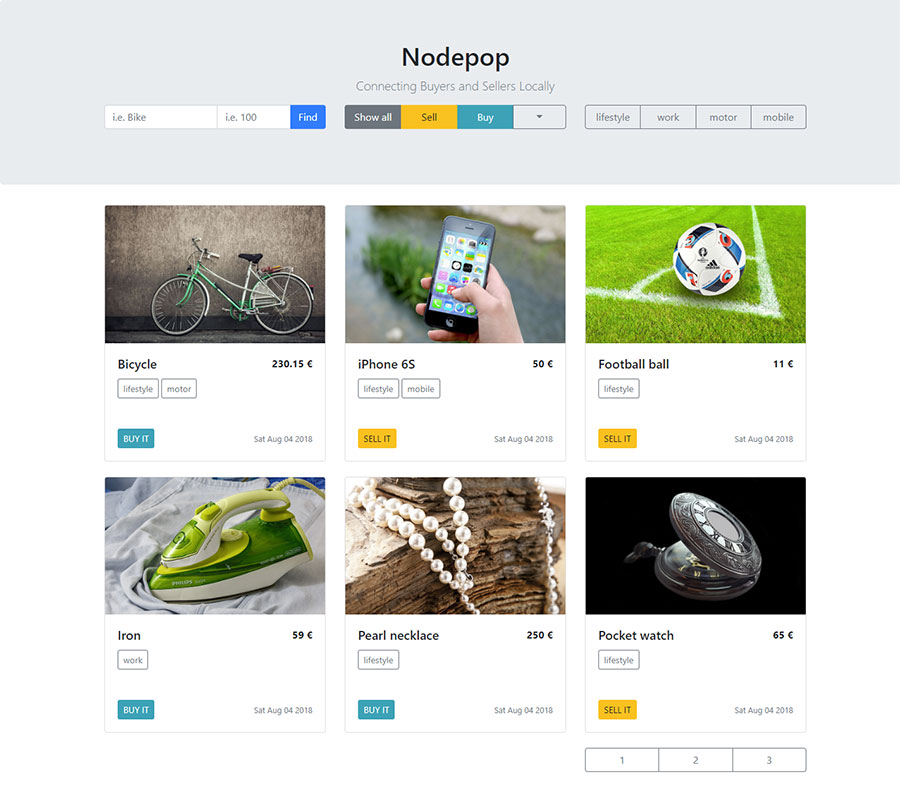 Nodepop
Connecting Buyers and Sellers Locally
i.e. Bike i.e. 100 Find Show all Sell Buy lifestyle work motor mobile
Bicycle 230.15 €
lifestyle motor
BUY IT Sat Aug 04 2018
iPhone 6S 50 €
lifestyle mobile
SELL IT Sat Aug 04 2018
adidas
Football ball 11 €
lifestyle
SELL IT Sat Aug 04 2018
PHILIPS
Iron 59 €
work
BUY IT Sat Aug 04 2018
Pearl necklace 250 €
lifestyle
BUY IT Sat Aug 04 2018
Pocket watch 65 €
lifestyle
SELL IT Sat Aug 04 2018
1 2 3